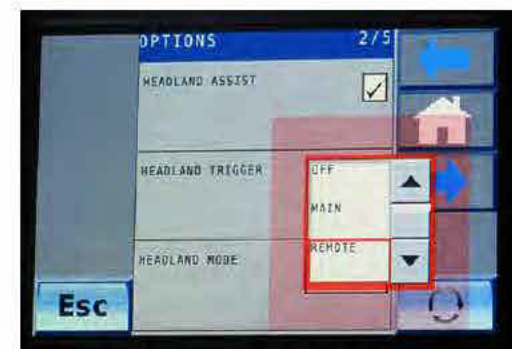 OPTIONS 2/5
HEADLAND ASSIST
HEADLAND TRIGGER
OFF
MAIN
REMOTE
HEADLAND MODE
Esc